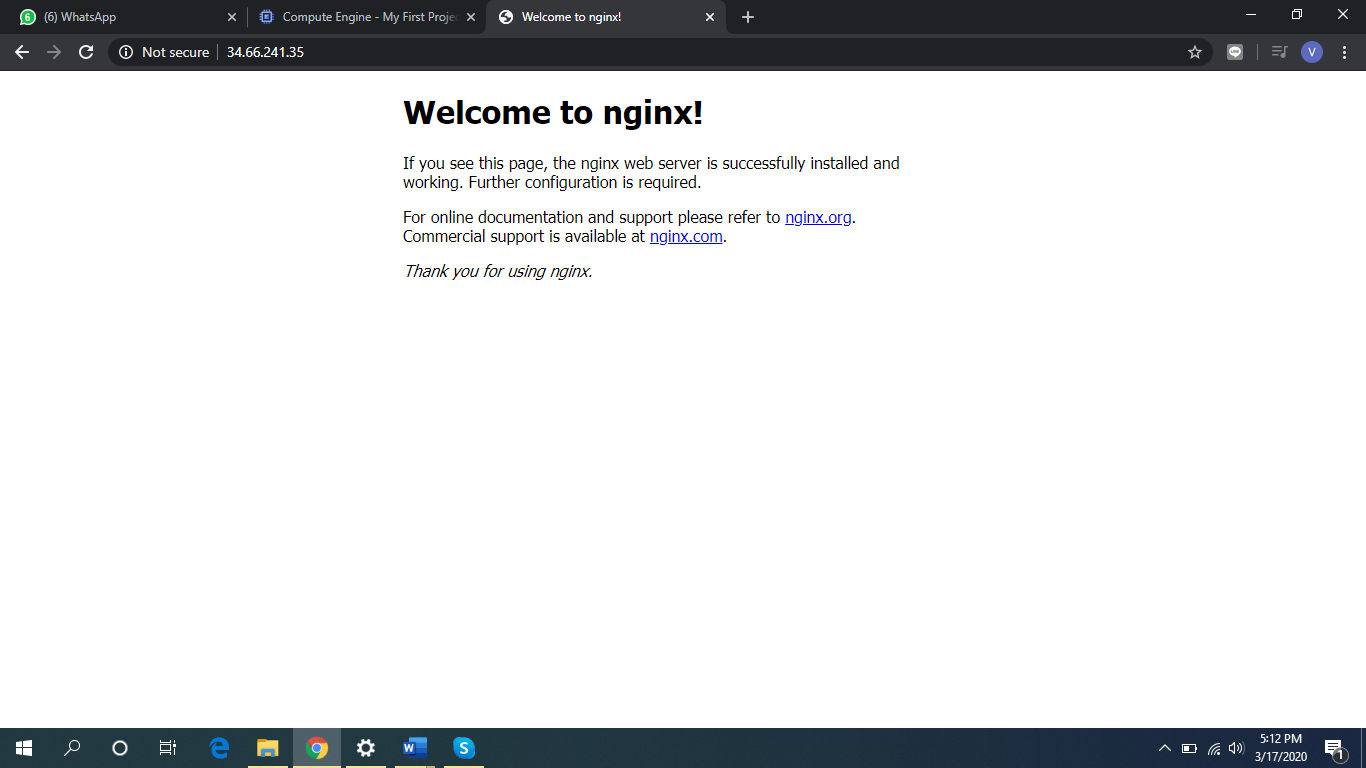 (6) WhatsApp
Compute Engine - My First Proje
Welcome to nginx!
Not secure
34.66.241.35
V
Welcome to nginx!
If you see this page, the nginx web server is successfully installed and
working. Further configuration is required.
For online documentation and support please refer to nginx.org.
Commercial support is available at nginx.com.
Thank you for using nginx.
5:12 PM
3/17/2020
1